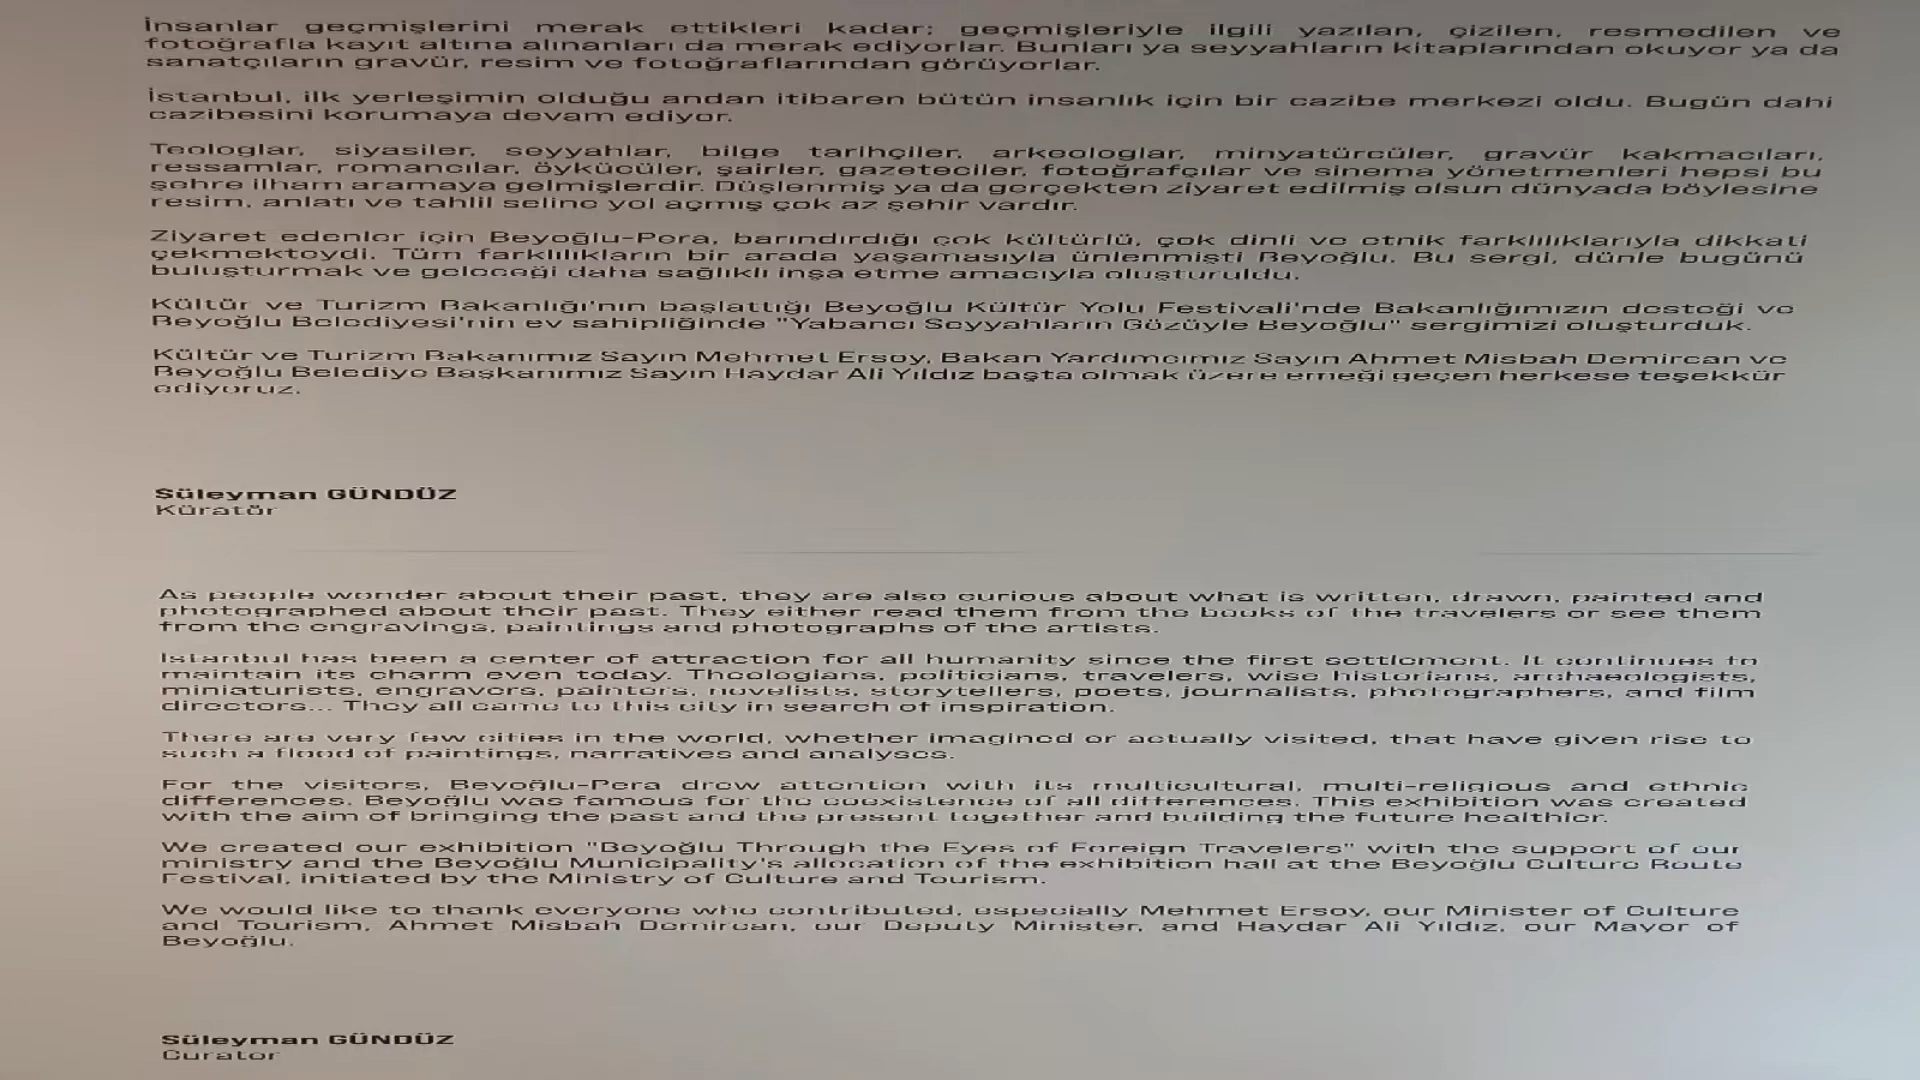 İnsanlar geçmişlerini merak ettikleri kadar; geçmişleriyle ilgili yazılan, çizilen, resmedilen ve
fotoğrafla kayıt altına alınanları da merak ediyorlar. Bunları ya seyyahların kitaplarından okuyor ya da
sanatçıların gravür, resim ve fotoğraflarından görüyorlar.
İstanbul, ilk yerleşimin olduğu andan itibaren bütün insanlık için bir cazibe merkezi oldu. Bugün dahi
cazibesini korumaya devam ediyor.
Teologlar, siyasiler, seyyahlar, bilge tarihçiler, arkeologlar, minyatürcüler, gravür kakmacıları,
ressamlar, romancılar, öykücüler, şairler, gazeteciler, fotoğrafçılar ve sinema yönetmenleri hepsi bu
şehre ilham aramaya gelmişlerdir. Düşlenmiş ya da gerçekten ziyaret edilmiş olsun dünyada böylesine
resim, anlatı ve tahlil seline yol açmış çok az şehir vardır.
Ziyaret edenler için Beyoğlu-Pera, barındırdığı çok kültürlü, çok dinli ve etnik farklılıklarıyla dikkati
çekmekteydi. Tüm farklılıkların bir arada yaşamasıyla ünlenmişti Beyoğlu. Bu sergi, dünle bugünü
buluşturmak ve geleceği daha sağlıklı inşa etme amacıyla oluşturuldu.
Kültür ve Turizm Bakanlığı'nın başlattığı Beyoğlu Kültür Yolu Festivali'nde Bakanlığımızın desteği ve
Beyoğlu Belediyesi'nin ev sahipliğinde "Yabancı Seyyahların Gözüyle Beyoğlu" sergimizi oluşturduk.
Kültür ve Turizm Bakanımız Sayın Mehmet Ersoy, Bakan Yardımcımız Sayın Ahmet Misbah Demircan ve
Beyoğlu Belediye Başkanımız Sayın Haydar Ali Yıldız başta olmak üzere emeği geçen herkese teşekkür
ediyoruz.
Süleyman GÜNDÜZ
Küratör
As people wonder about their past, they are also curious about what is written, drawn, painted and
photographed about their past. They either read them from the books of the travelers or see them
from the engravings, paintings and photographs of the artists.
Istanbul has been a center of attraction for all humanity since the first settlement. It continues to
maintain its charm even today. Theologians, politicians, travelers, wise historians, archaeologists,
miniaturists, engravers, painters, novelists, storytellers, poets, journalists, photographers, and film
directors... They all came to this city in search of inspiration.
There are very few cities in the world, whether imagined or actually visited, that have given rise to
such a flood of paintings, narratives and analyses.
For the visitors, Beyoğlu-Pera drew attention with its multicultural, multi-religious and ethnic
differences. Beyoğlu was famous for the coexistence of all differences. This exhibition was created
with the aim of bringing the past and the present together and building the future healthier.
We created our exhibition "Beyoğlu Through the Eyes of Foreign Travelers" with the support of our
ministry and the Beyoğlu Municipality's allocation of the exhibition hall at the Beyoğlu Culture Route
Festival, initiated by the Ministry of Culture and Tourism.
We would like to thank everyone who contributed, especially Mehmet Ersoy, our Minister of Culture
and Tourism, Ahmet Misbah Demircan, our Deputy Minister, and Haydar Ali Yıldız, our Mayor of
Beyoğlu.
Süleyman GÜNDÜZ
Curator